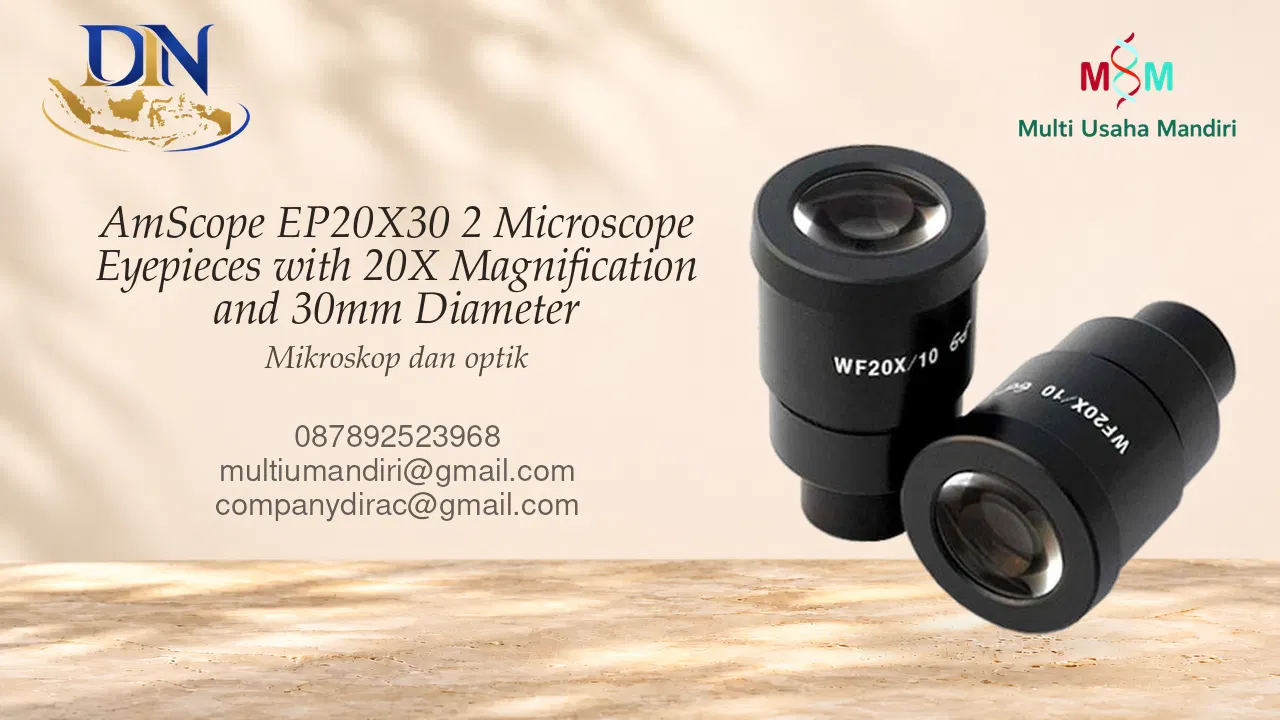 DIN
M M
Multi Usaha Mandiri
AmScope EP20X30 2 Microscope
Eyepieces with 20X Magnification
and 30mm Diameter
Mikroskop dan optik
087892523968
multiumandiri@gmail.com
companydirac@gmail.com
WF20X/10
WF20X/10